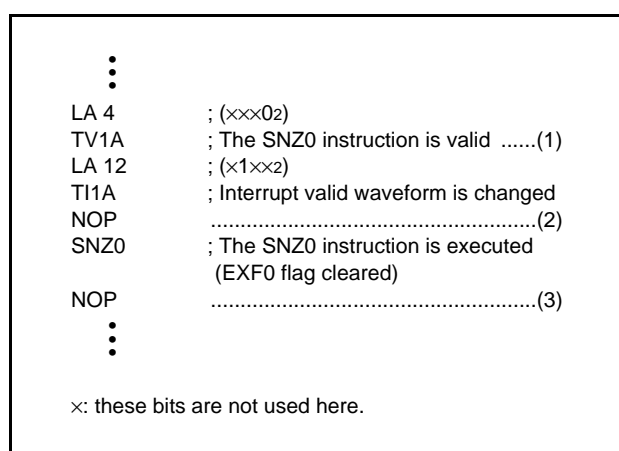 LA 4 ; (×××02)
TV1A ; The SNZ0 instruction is valid ......(1)
LA 12 ; (×1××2)
TI1A ; Interrupt valid waveform is changed
NOP ........................................................(2)
SNZ0 ; The SNZ0 instruction is executed
(EXF0 flag cleared)
NOP ........................................................(3)
×: these bits are not used here.